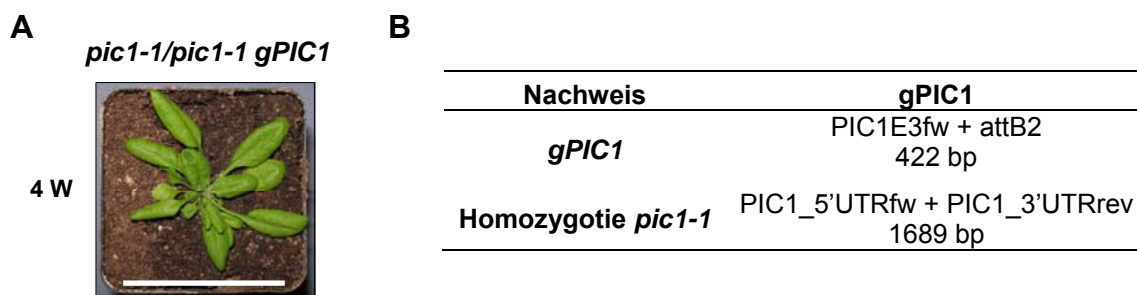 A
pic1-1/pic1-1 gPIC1
4 W
B
Nachweis gPIC1
gPIC1 PIC1E3fw + attB2
422 bp
Homozygotie pic1-1 PIC1_5’UTRfw + PIC1_3’UTRrev
1689 bp